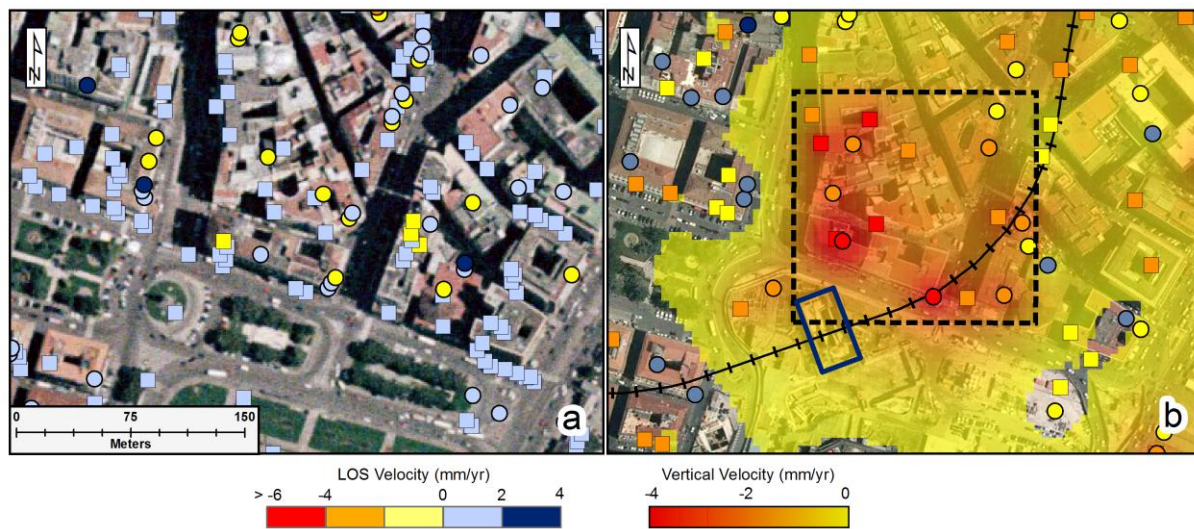 N
N
0 75 150
Meters
a
b
LOS Velocity (mm/yr)
> -6 -4 0 2 4
Vertical Velocity (mm/yr)
-4 -2 0